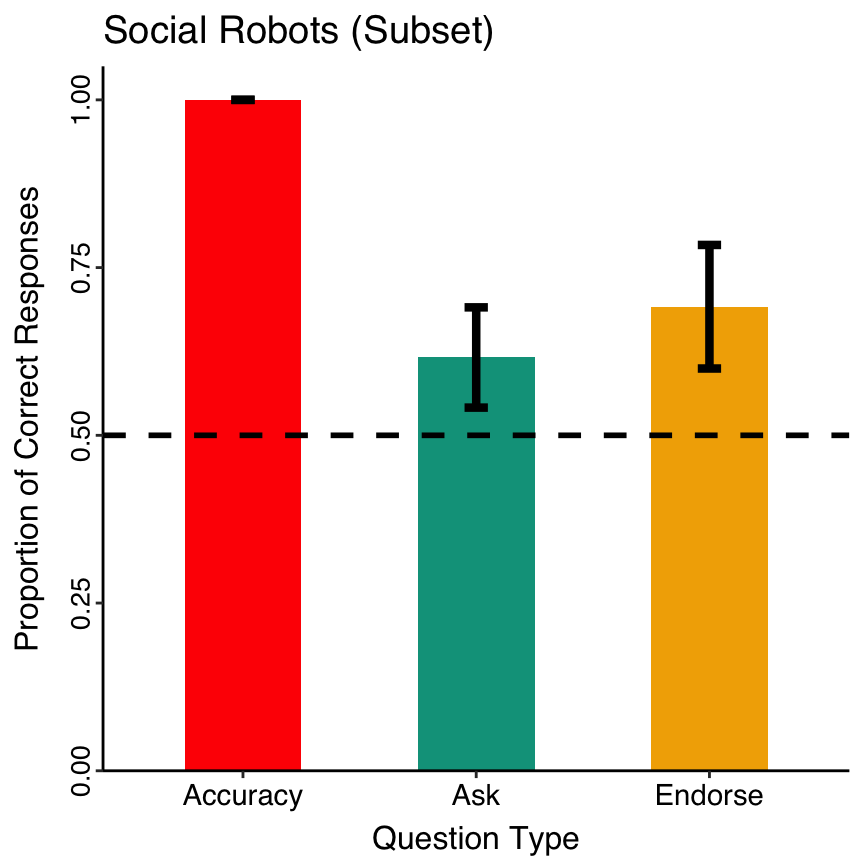 Social Robots (Subset)
Proportion of Correct Responses
1.00
0.75
0.50
0.25
0.00
Accuracy Ask Endorse
Question Type